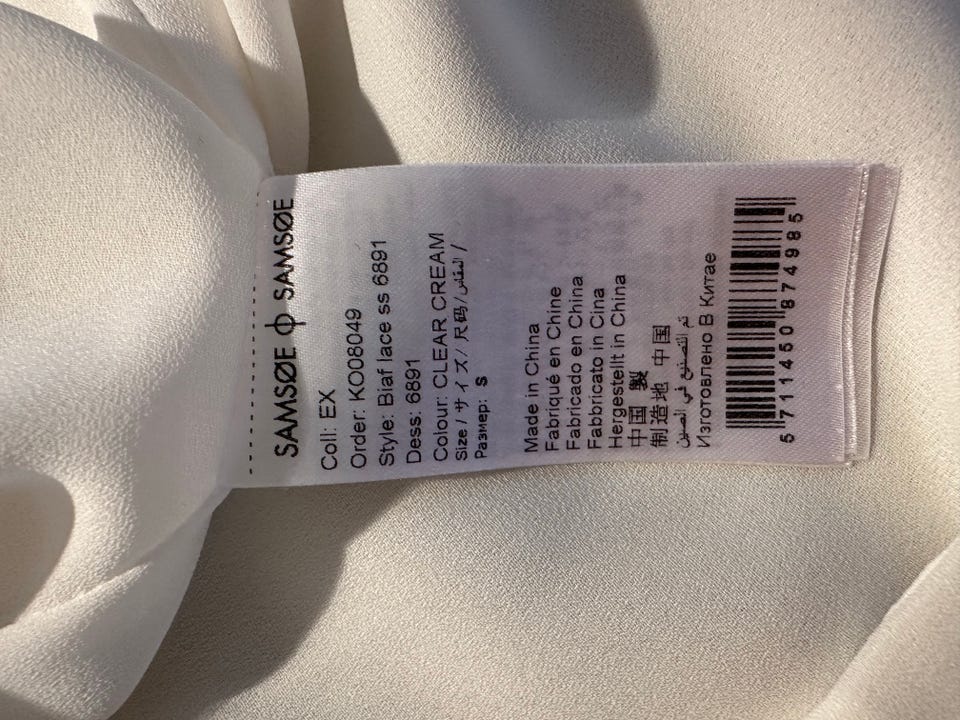 SAMSØE ϕ SAMSØE
Coll: EX
Order: KO08049
Style: Biaf lace ss 6891
Dess: 6891
Colour: CLEAR CREAM
Size / サイズ/ 尺码/ المقاس /
Размер: S
Made in China
Fabriqué en Chine
Fabricado en China
Fabbricato in Cina
Hergestellt in China
中国 製
制造地 中国
تم التصنيع في الصين
Изготовлено В Китае
5 711450 874985